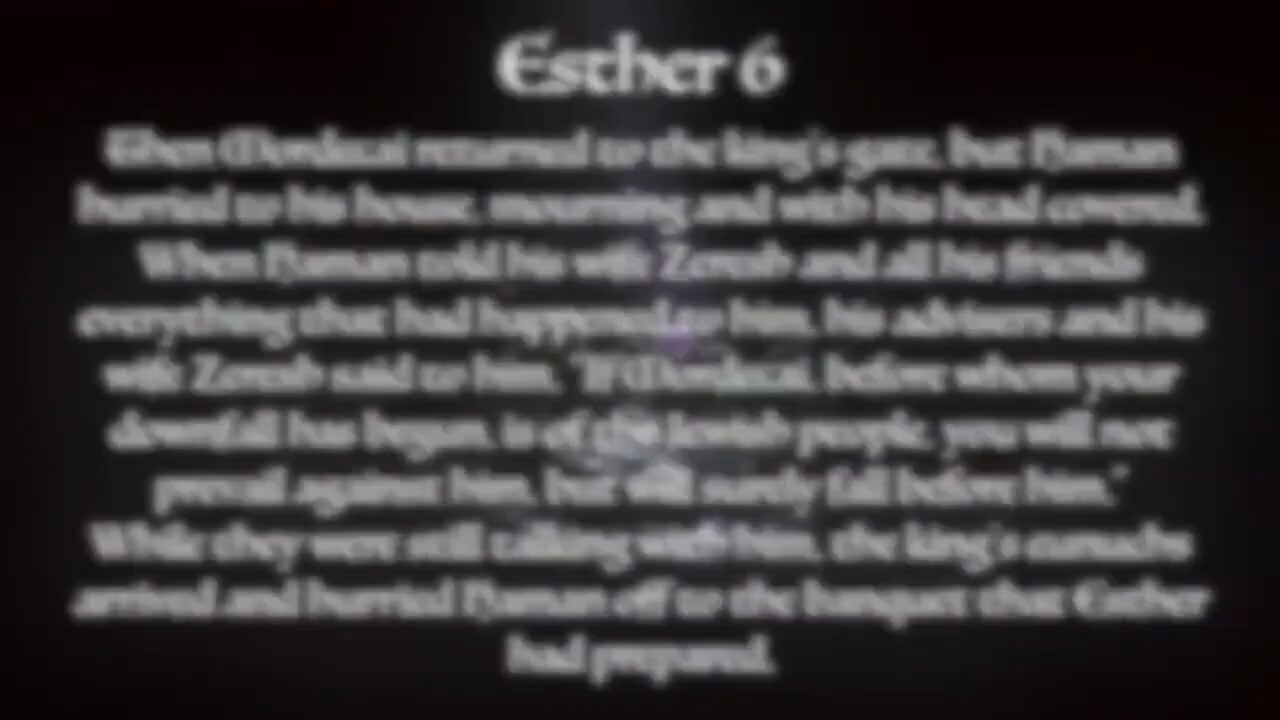 Esther 6
Then Mordecai returned to the king's gate, but Haman
hurried to his house, mourning and with his head covered.
When Haman told his wife Zeresh and all his friends
everything that had happened to him, his advisers and his
wife Zeresh said to him, "If Mordecai, before whom your
downfall has begun, is of the Jewish people, you will not
prevail against him, but will surely fall before him."
While they were still talking with him, the king's eunuchs
arrived and hurried Haman off to the banquet that Esther
had prepared.